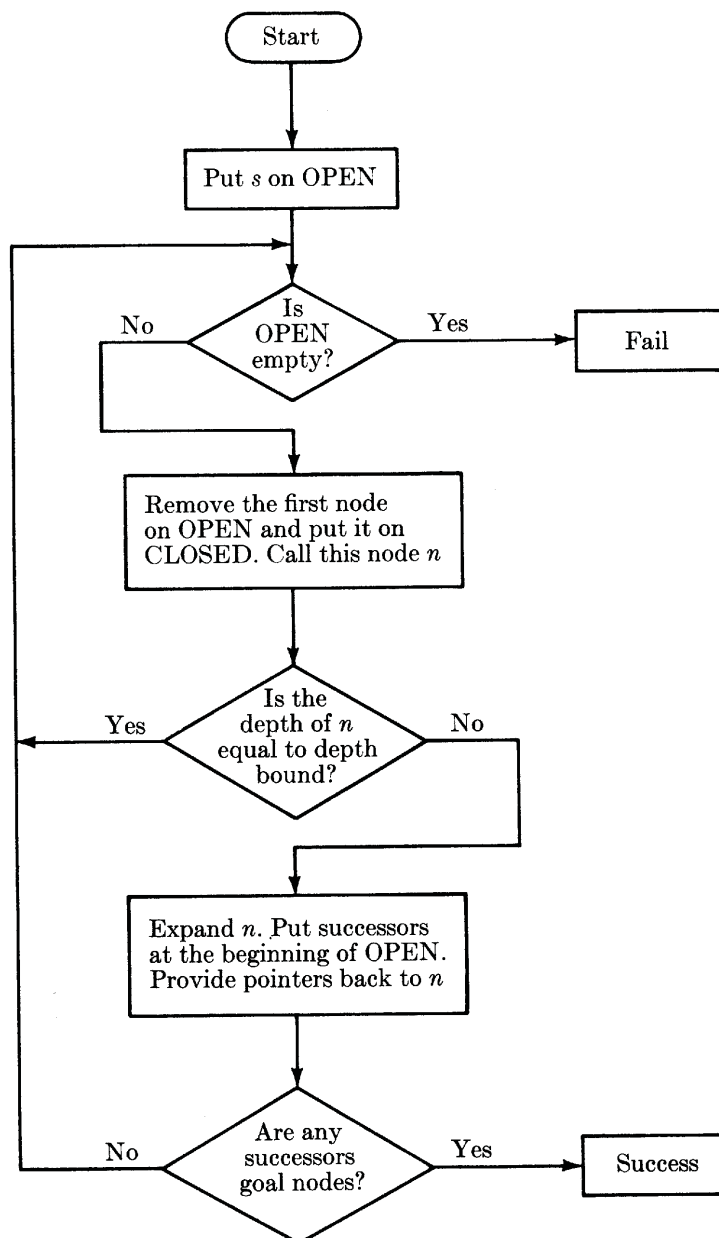 Start
Put s on OPEN
Is
OPEN
empty?
No
Yes
Fail
Remove the first node
on OPEN and put it on
CLOSED. Call this node n
Is the
depth of n
equal to depth
bound?
Yes
No
Expand n. Put successors
at the beginning of OPEN.
Provide pointers back to n
Are any
successors
goal nodes?
No
Yes
Success